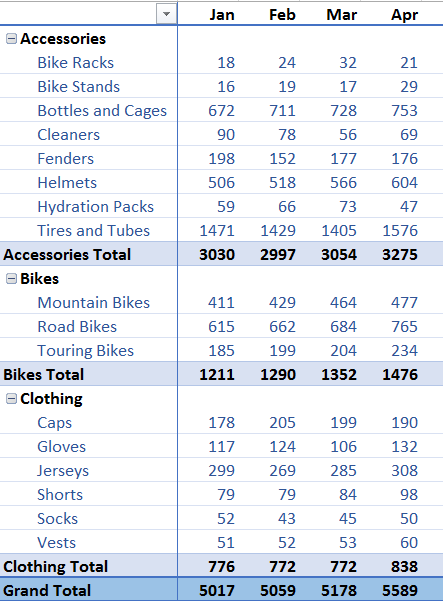 Jan Feb Mar Apr
Accessories
Bike Racks 18 24 32 21
Bike Stands 16 19 17 29
Bottles and Cages 672 711 728 753
Cleaners 90 78 56 69
Fenders 198 152 177 176
Helmets 506 518 566 604
Hydration Packs 59 66 73 47
Tires and Tubes 1471 1429 1405 1576
Accessories Total 3030 2997 3054 3275
Bikes
Mountain Bikes 411 429 464 477
Road Bikes 615 662 684 765
Touring Bikes 185 199 204 234
Bikes Total 1211 1290 1352 1476
Clothing
Caps 178 205 199 190
Gloves 117 124 106 132
Jerseys 299 269 285 308
Shorts 79 79 84 98
Socks 52 43 45 50
Vests 51 52 53 60
Clothing Total 776 772 772 838
Grand Total 5017 5059 5178 5589